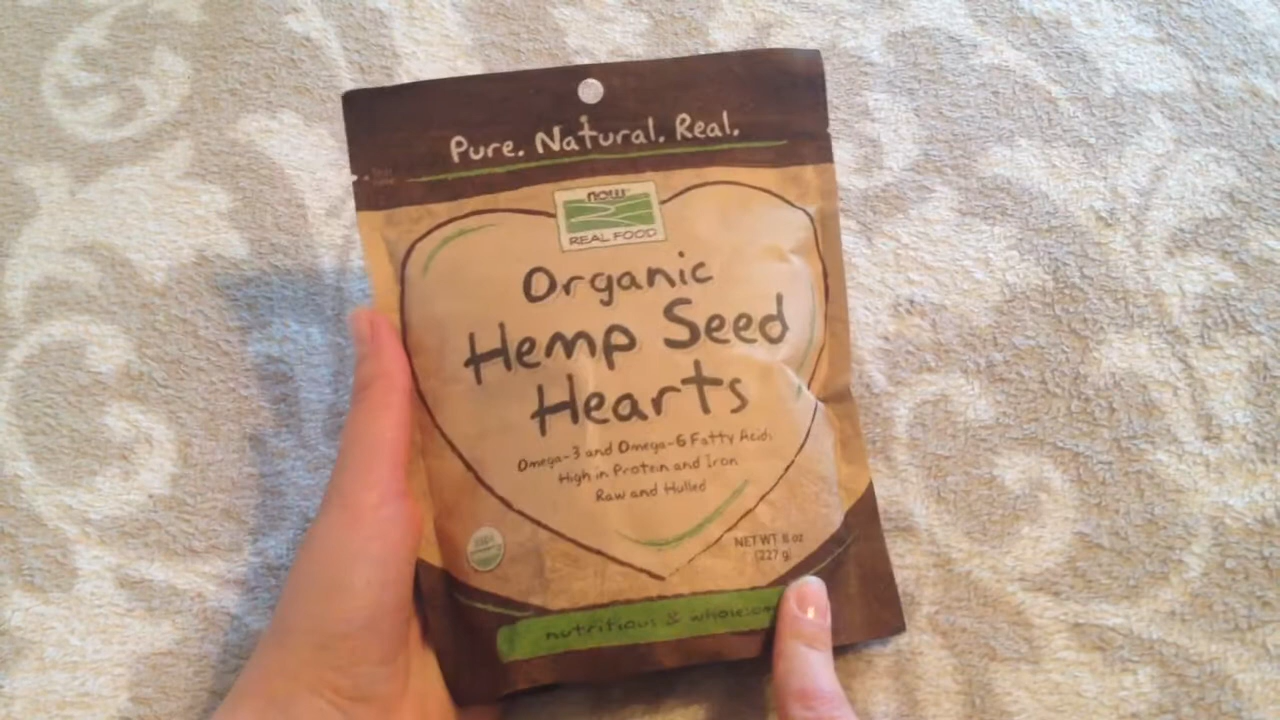 Pure. Natural. Real.
now
REAL FOOD
Organic
Hemp Seed
Hearts
Omega-3 and Omega-6 Fatty Acids
High in Protein and Iron
Raw and Hulled
NET WT. 8 oz
(227 g)
nutritious & wholesom